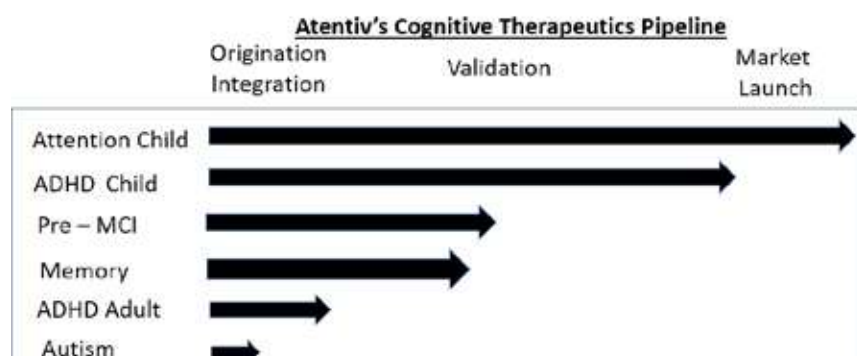 Atentiv's Cognitive Therapeutics Pipeline
Origination
Integration
Validation
Market
Launch
Attention Child
ADHD Child
Pre – MCI
Memory
ADHD Adult
Autism